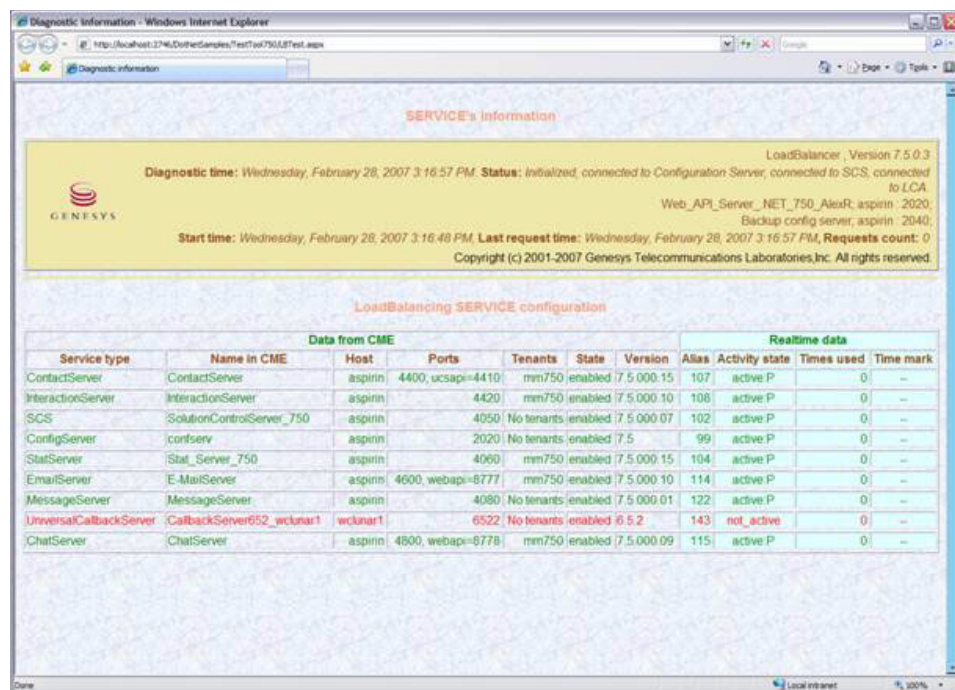 Diagnostic Information - Windows Internet Explorer
http://localhost:2746/DotNetSamples/TestTool750/LBTest.aspx
Google
Diagnostic information
Page
Tools
SERVICE's Information
LoadBalancer , Version 7.5.0.3
Diagnostic time: Wednesday, February 28, 2007 3:16:57 PM. Status: Initialized, connected to Configuration Server, connected to SCS, connected
to LCA.
GENESYS
Web_API_Server_.NET_750_AlexR; aspirin : 2020;
Backup config server, aspirin : 2040;
Start time: Wednesday, February 28, 2007 3:16:48 PM, Last request time: Wednesday, February 28, 2007 3:16:57 PM, Requests count: 0
Copyright (c) 2001-2007 Genesys Telecommunications Laboratories,Inc. All rights reserved.
LoadBalancing SERVICE configuration
Data from CME Realtime data
Service type Name in CME Host Ports Tenants State Version Alias Activity state Times used Time mark
ContactServer ContactServer aspirin 4400, ucsapi=4410 mm750 enabled 7.5.000.15 107 active:P 0 --
InteractionServer InteractionServer aspirin 4420 mm750 enabled 7.5.000.10 108 active:P 0 --
SCS SolutionControlServer_750 aspirin 4050 No tenants enabled 7.5.000.07 102 active:P 0 --
ConfigServer confserv aspirin 2020 No tenants enabled 7.5 99 active:P 0 --
StatServer Stat_Server_750 aspirin 4060 mm750 enabled 7.5.000.15 104 active:P 0 --
EmailServer E-MailServer aspirin 4600, webapi=8777 mm750 enabled 7.5.000.10 114 active:P 0 --
MessageServer MessageServer aspirin 4080 No tenants enabled 7.5.000.01 122 active:P 0 --
UniversalCallbackServer CallbackServer652_wclunar1 wclunar1 6522 No tenants enabled 6.5.2 143 not_active 0 --
ChatServer ChatServer aspirin 4800, webapi=8778 mm750 enabled 7.5.000.09 115 active:P 0 --
Done Local intranet 100%